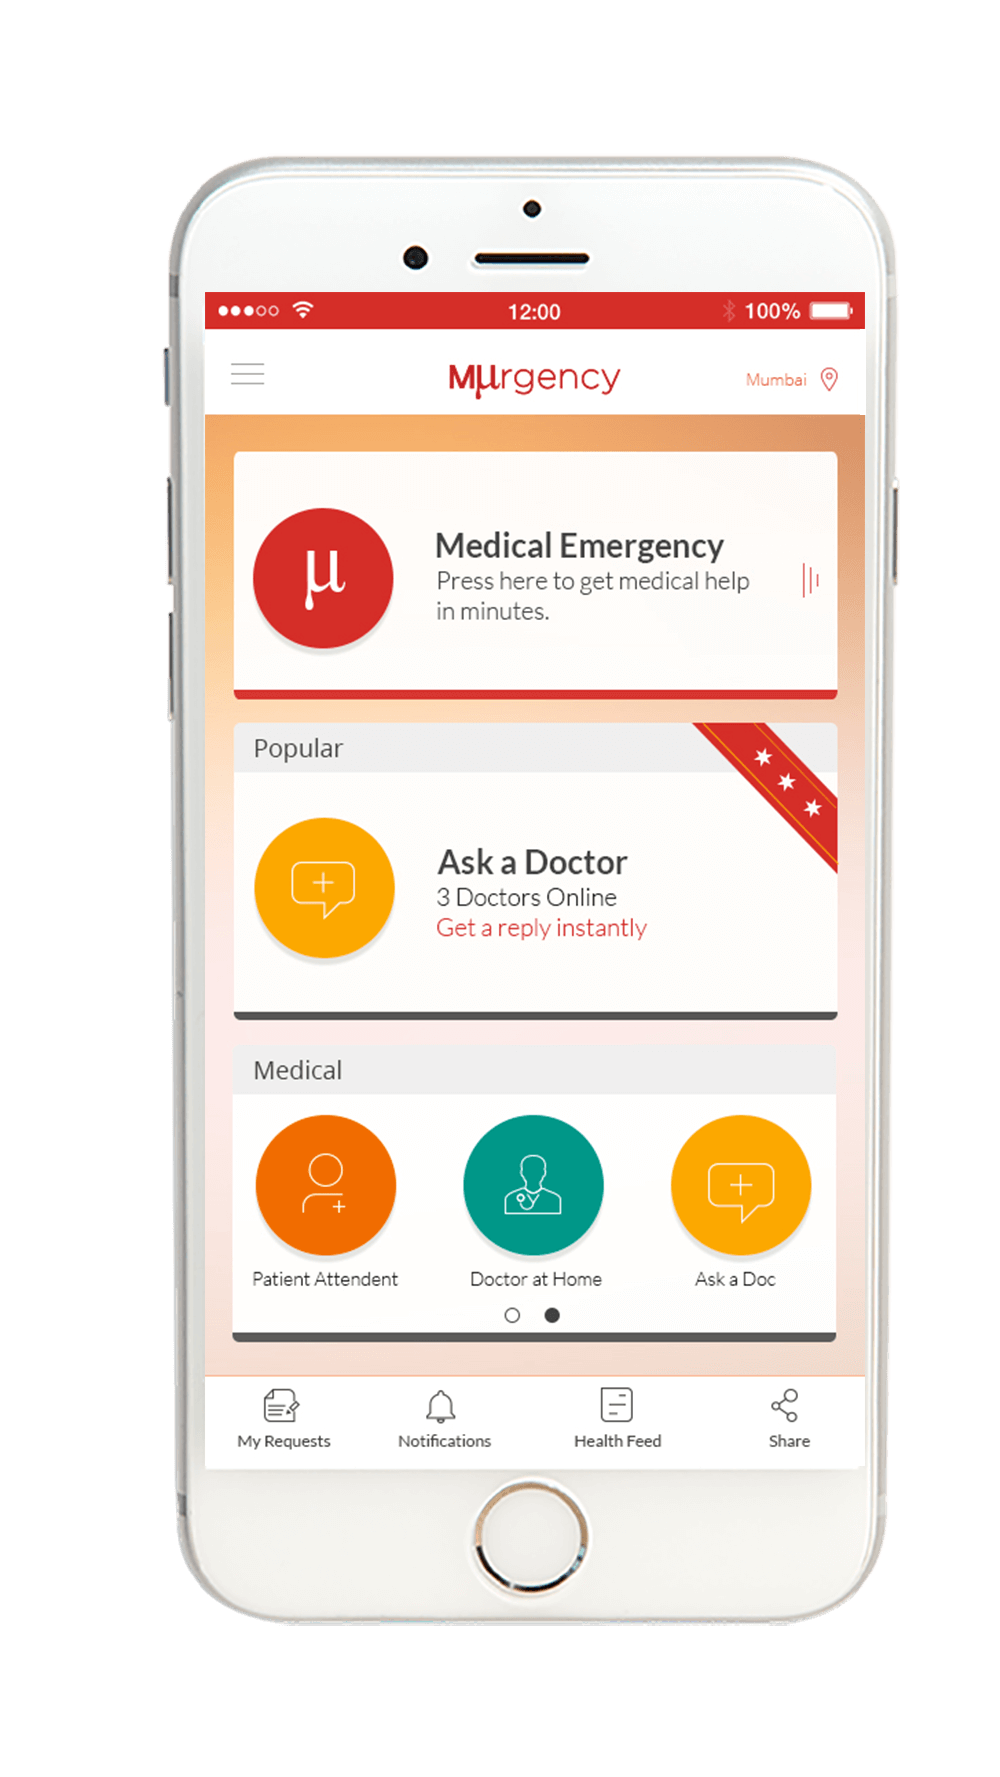 12:00 100%
Mµrgency
Mumbai
µ
Medical Emergency
Press here to get medical help
in minutes.
Popular
Ask a Doctor
3 Doctors Online
Get a reply instantly
Medical
Patient Attendent
Doctor at Home
Ask a Doc
My Requests
Notifications
Health Feed
Share